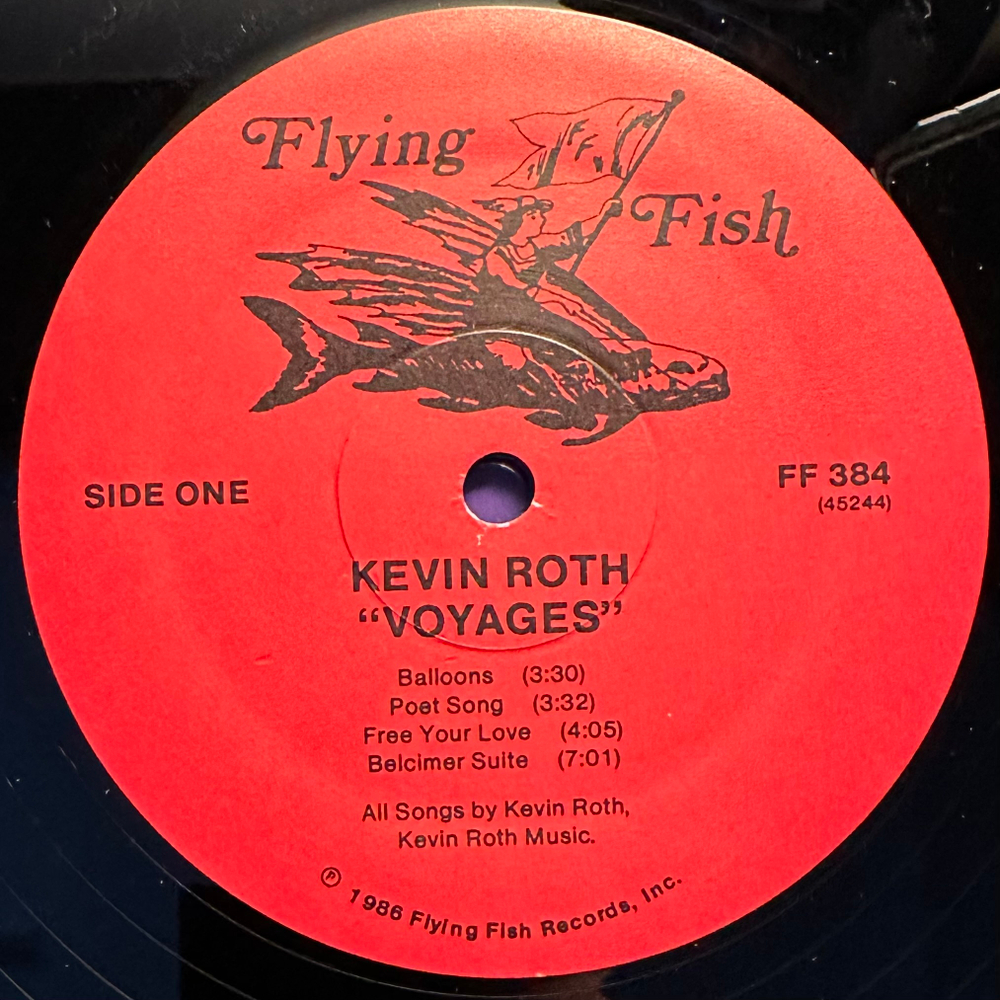 Flying
Fish
SIDE ONE
FF 384
(45244)
KEVIN ROTH
“VOYAGES”
Balloons (3:30)
Poet Song (3:32)
Free Your Love (4:05)
Belcimer Suite (7:01)
All Songs by Kevin Roth,
Kevin Roth Music.
℗ 1986 Flying Fish Records, Inc.